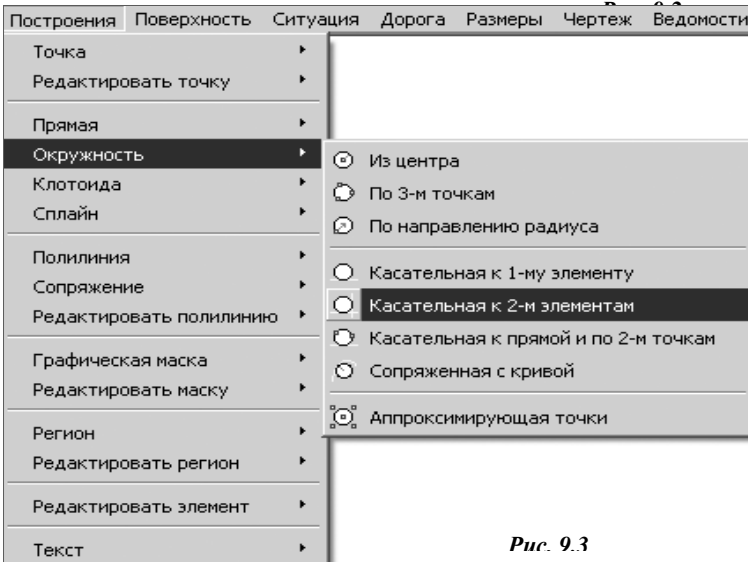 Построения Поверхность Ситуация Дорога Размеры Чертеж Ведомости
Точка
Редактировать точку
Прямая
Окружность
Клотоида
Сплайн
Полилиния
Сопряжение
Редактировать полилинию
Графическая маска
Редактировать маску
Регион
Редактировать регион
Редактировать элемент
Текст
Из центра
По 3-м точкам
По направлению радиуса
Касательная к 1-му элементу
Касательная к 2-м элементам
Касательная к прямой и по 2-м точкам
Сопряженная с кривой
Аппроксимирующая точки
Рис. 9.3